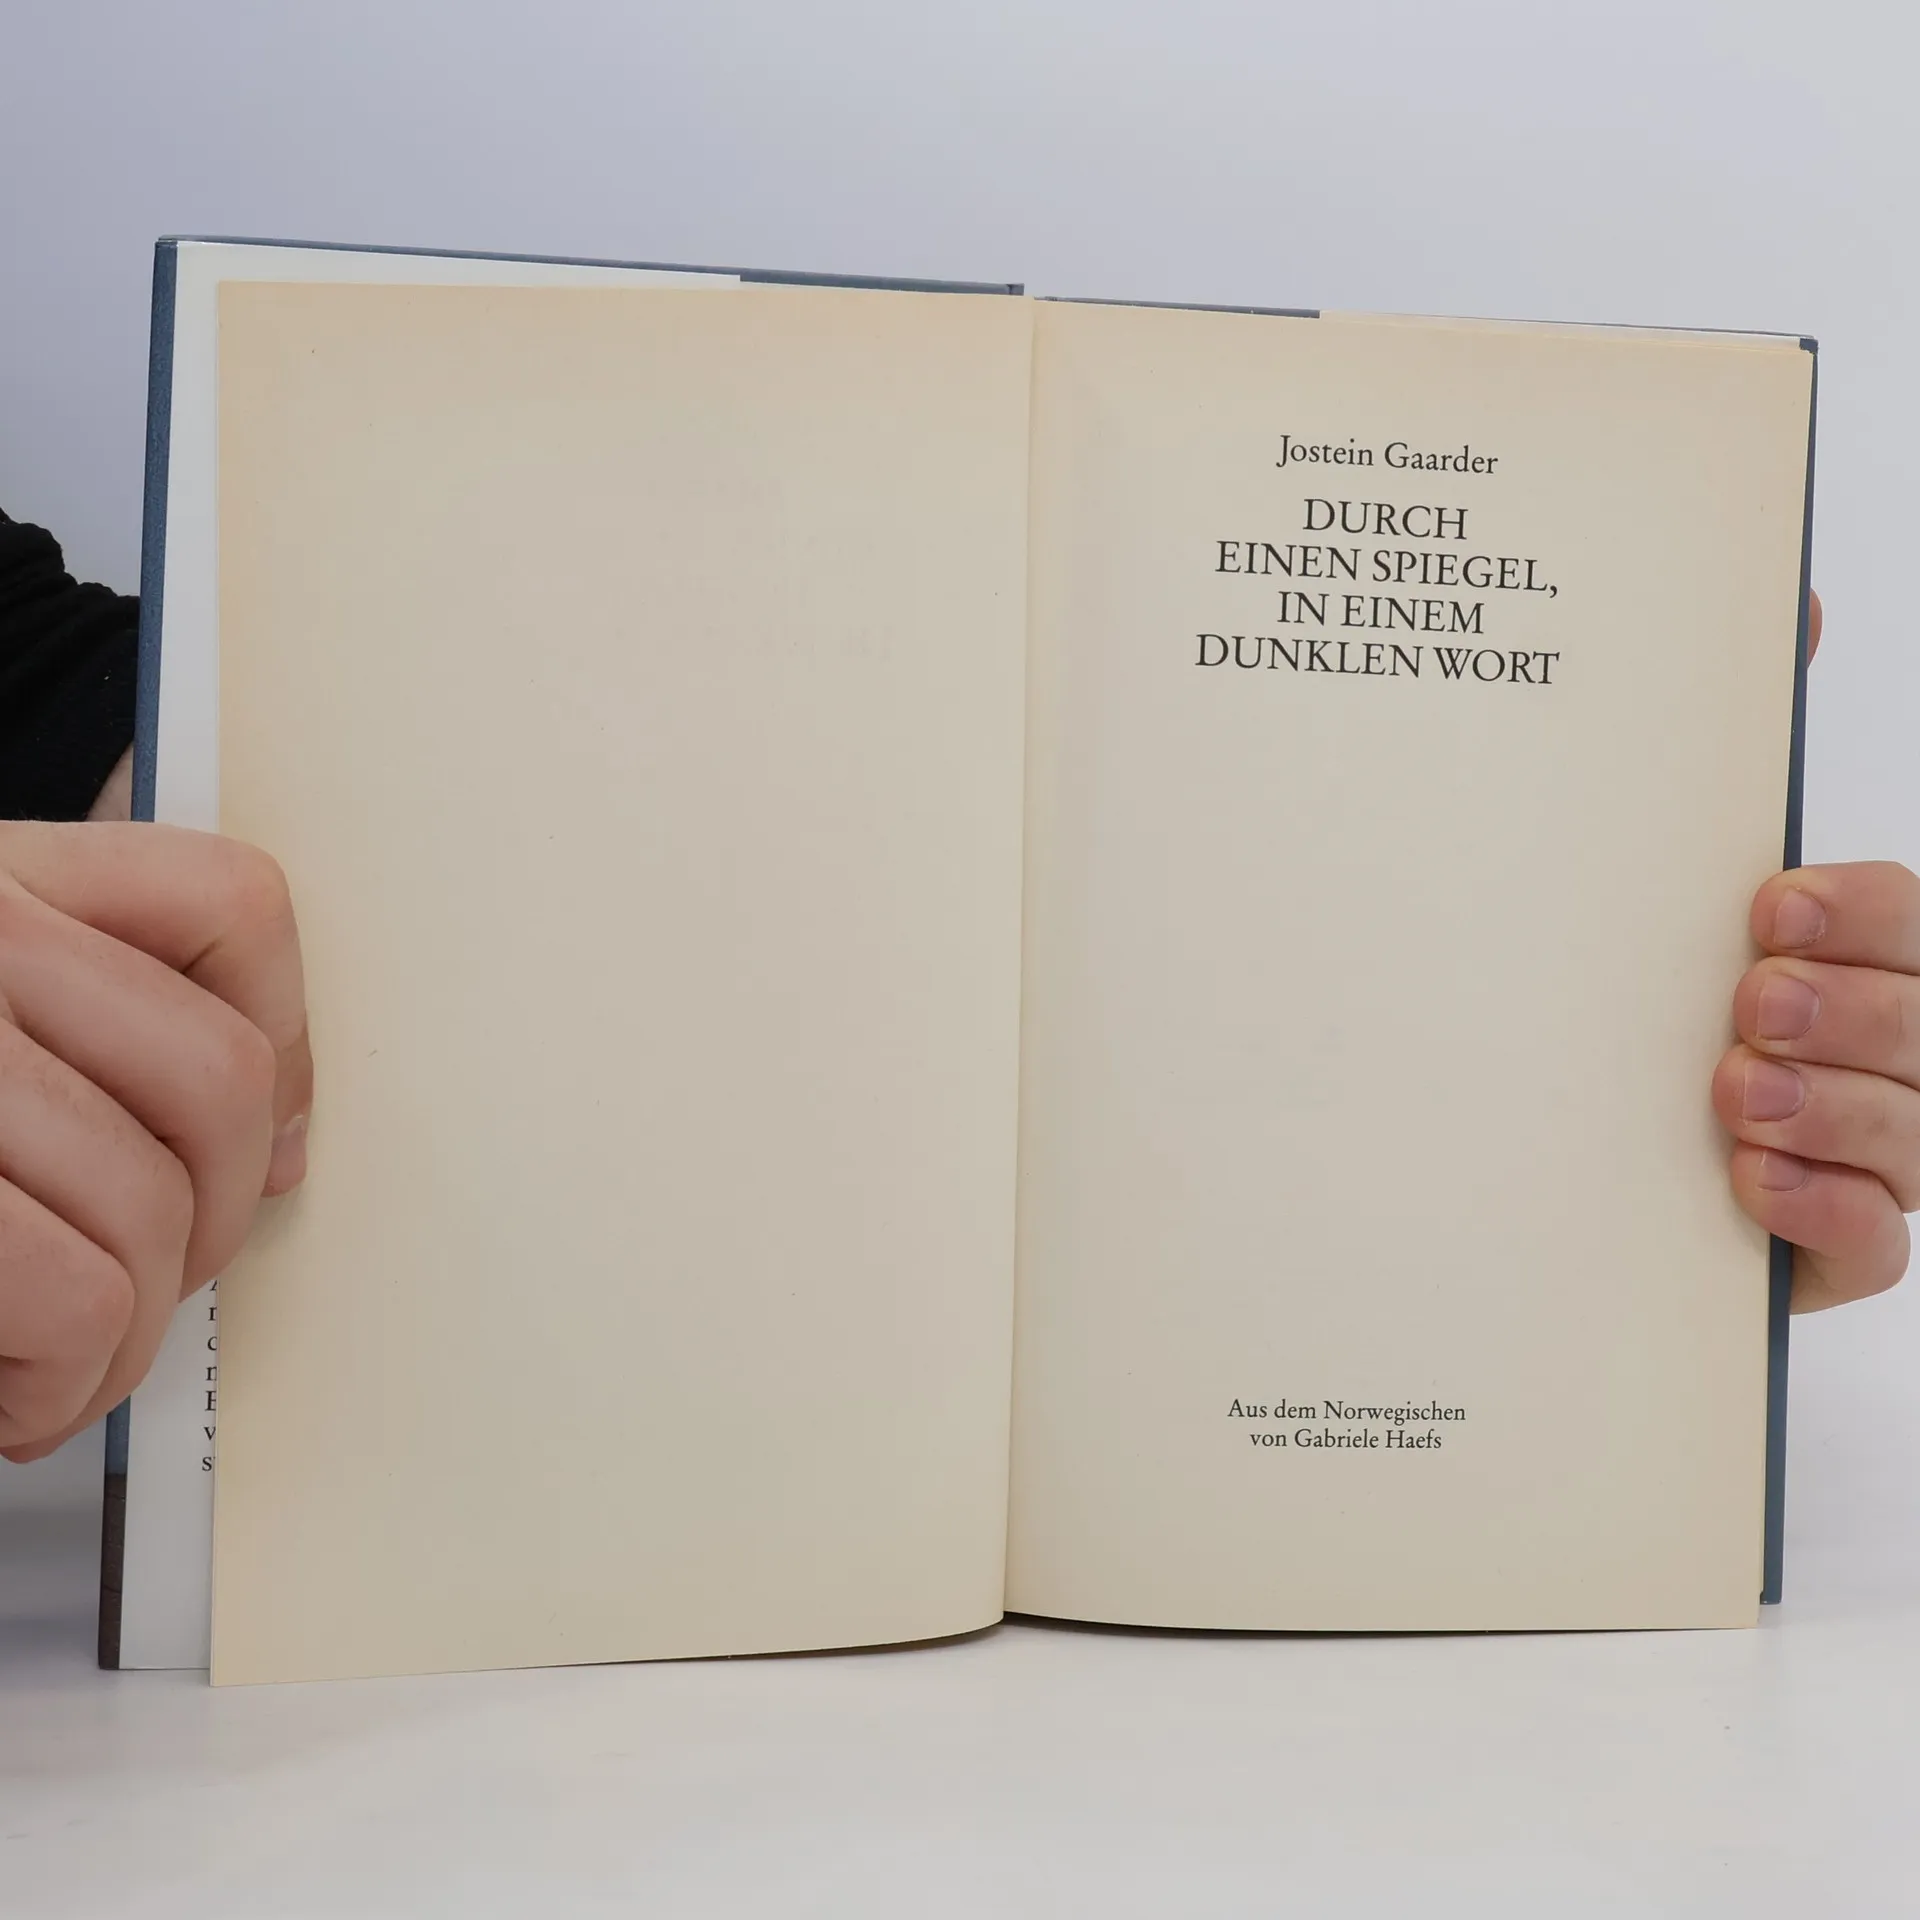 Jostein Gaarder
DURCH
EINEN SPIEGEL,
IN EINEM
DUNKLEN WORT
Aus dem Norwegischen
von Gabriele Haefs